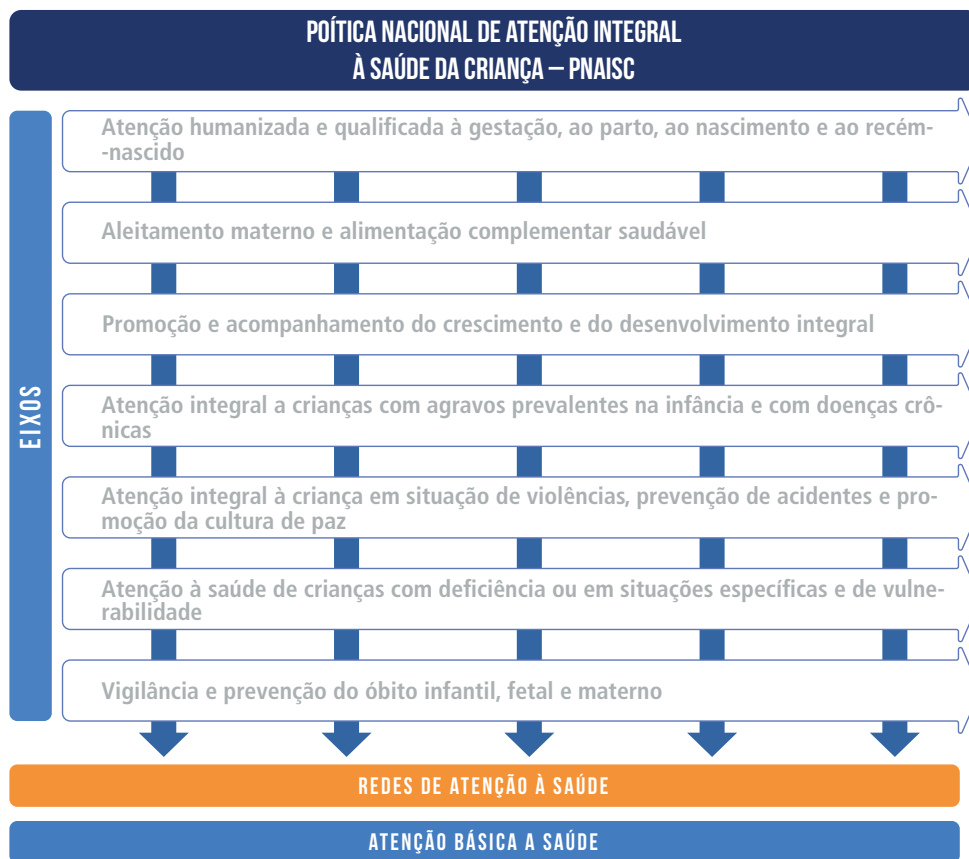 POÍTICA NACIONAL DE ATENÇÃO INTEGRAL
À SAÚDE DA CRIANÇA – PNAISC
EIXOS
Atenção humanizada e qualificada à gestação, ao parto, ao nascimento e ao recém-
-nascido
Aleitamento materno e alimentação complementar saudável
Promoção e acompanhamento do crescimento e do desenvolvimento integral
Atenção integral a crianças com agravos prevalentes na infância e com doenças crô-
nicas
Atenção integral à criança em situação de violências, prevenção de acidentes e pro-
moção da cultura de paz
Atenção à saúde de crianças com deficiência ou em situações específicas e de vulne-
rabilidade
Vigilância e prevenção do óbito infantil, fetal e materno
REDES DE ATENÇÃO À SAÚDE
ATENÇÃO BÁSICA A SAÚDE